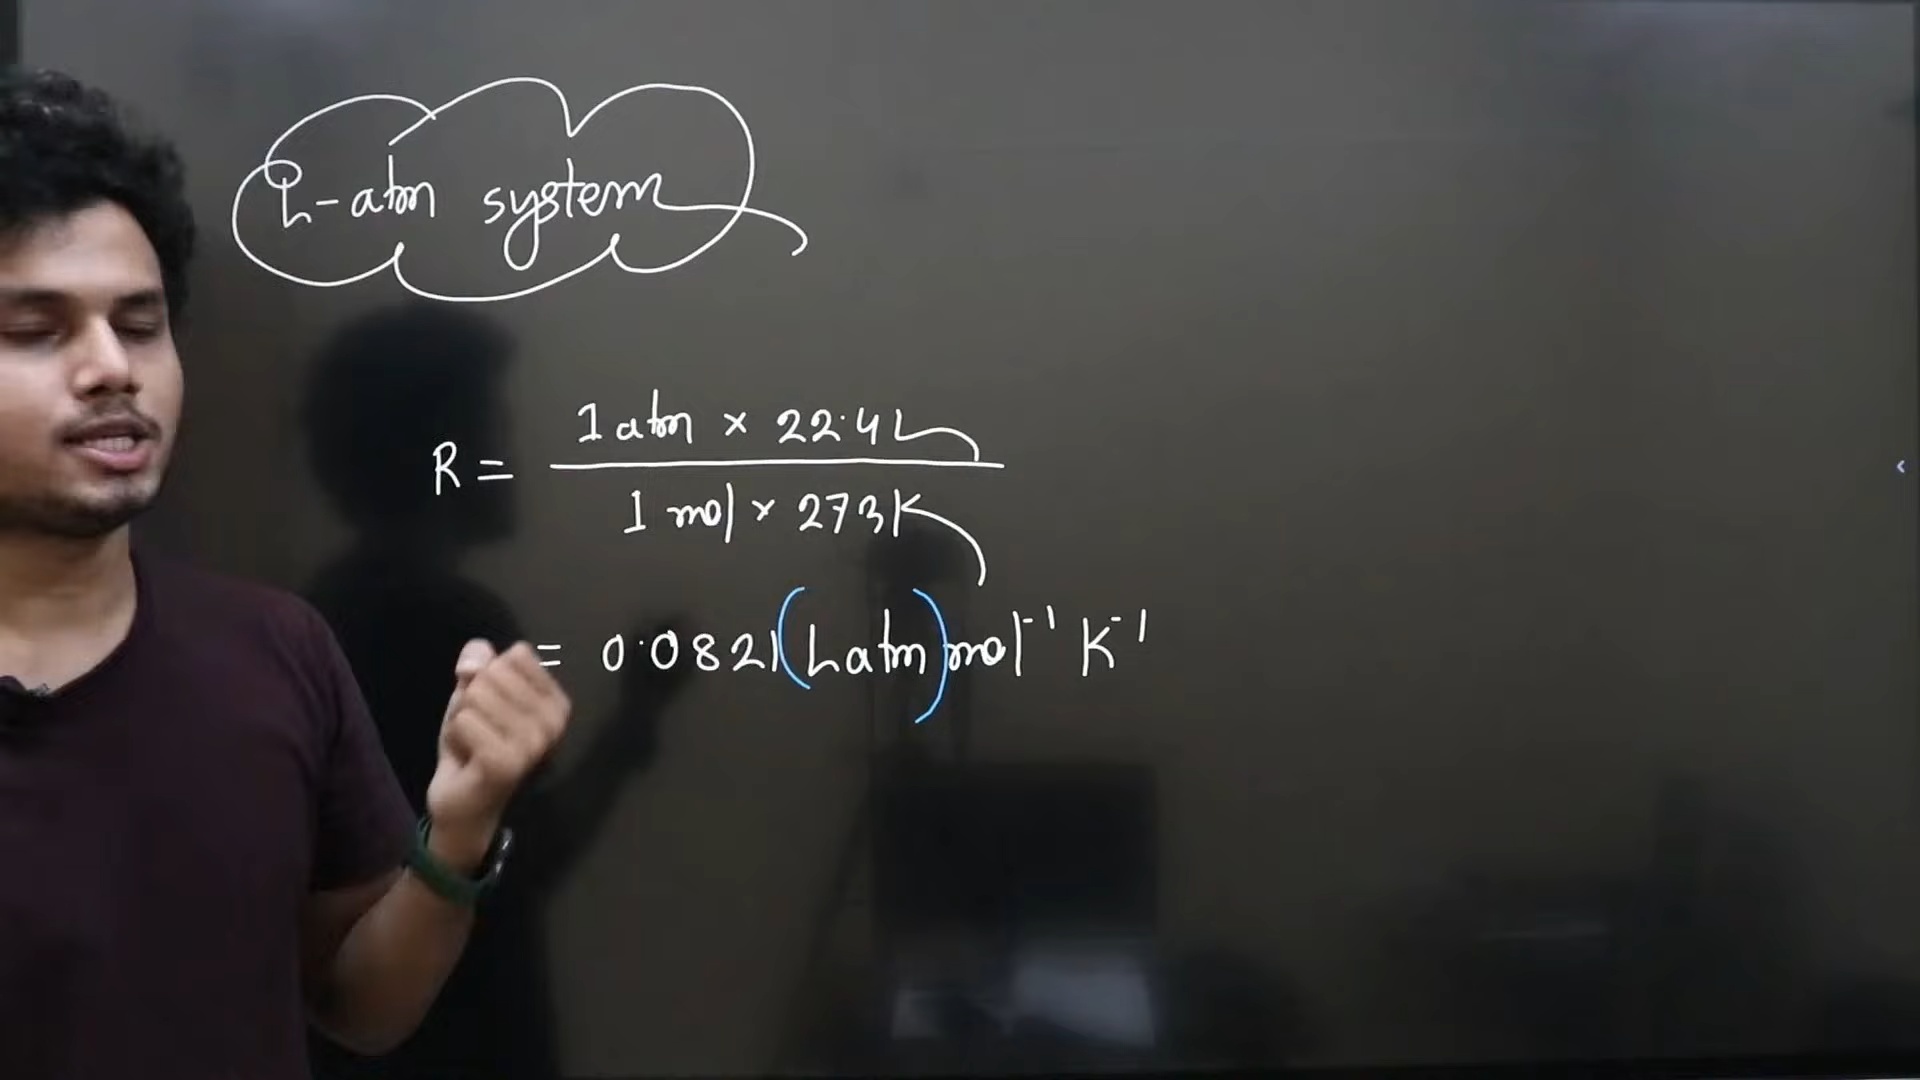 L-atm system
R = 1 atm × 22.4 L
1 mol × 273 K
= 0.0821 (L atm) mol⁻¹ K⁻¹